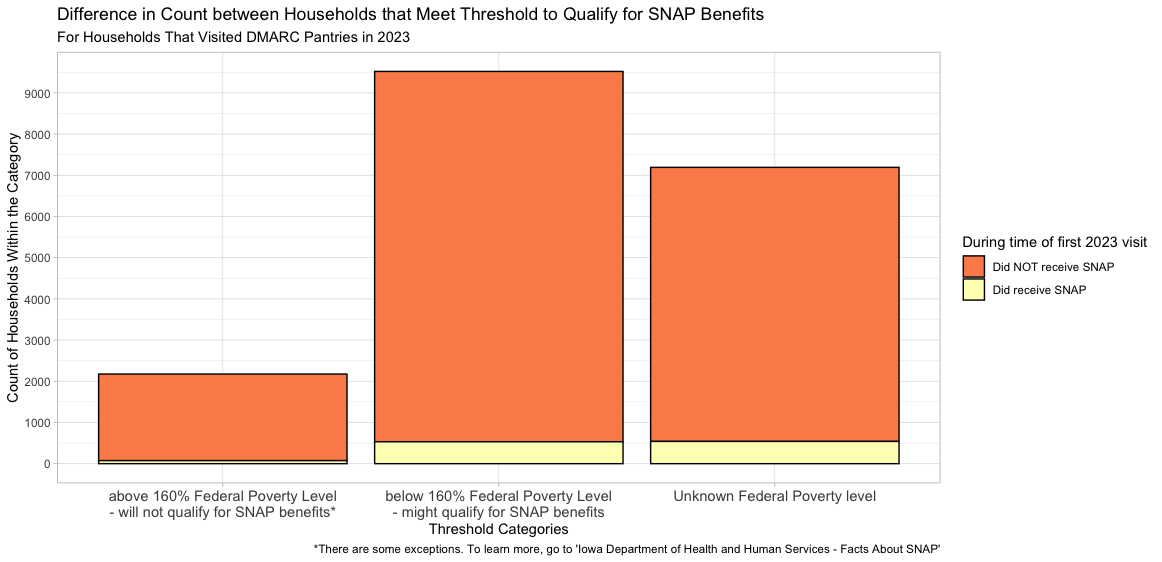 Difference in Count between Households that Meet Threshold to Qualify for SNAP Benefits
For Households That Visited DMARC Pantries in 2023
Count of Households Within the Category
9000
8000
7000
6000
5000
4000
3000
2000
1000
0
above 160% Federal Poverty Level
- will not qualify for SNAP benefits*
below 160% Federal Poverty Level
- might qualify for SNAP benefits
Unknown Federal Poverty level
Threshold Categories
During time of first 2023 visit
Did NOT receive SNAP
Did receive SNAP
*There are some exceptions. To learn more, go to 'Iowa Department of Health and Human Services - Facts About SNAP'